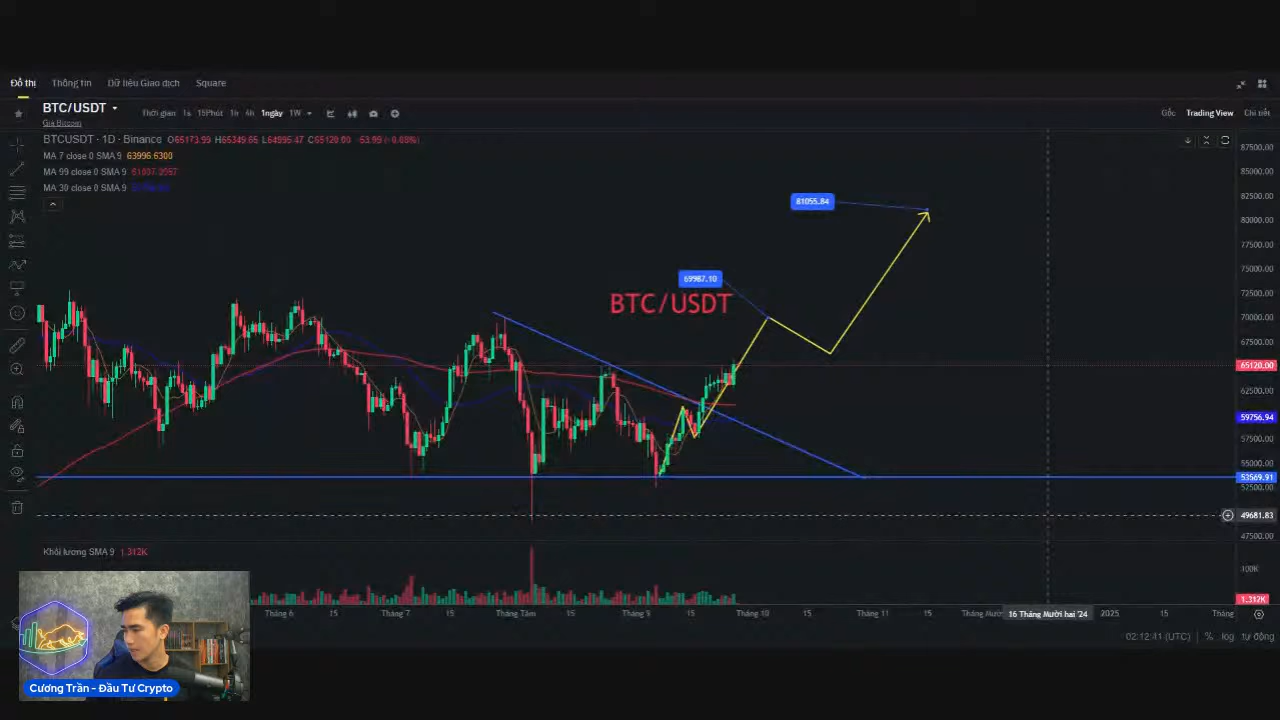 Đồ thị Thông tin Dữ liệu Giao dịch Square
BTC/USDT
Giá Bitcoin
Thời gian 1s 15Phút 1h 4h 1ngày 1W
Gốc Trading View Chi tiết
BTCUSDT · 1D · Binance O65173.99 H65349.65 L64995.47 C65120.00 -53.99 (-0.08%)
MA 7 close 0 SMA 9 63996.6300
MA 99 close 0 SMA 9
MA 30 close 0 SMA 9
87500.00
85000.00
82500.00
81055.84
80000.00
77500.00
75000.00
69987.10
72500.00
BTC/USDT
70000.00
67500.00
65120.00
62500.00
59756.94
57500.00
55000.00
53569.91
52500.00
49681.83
47500.00
Khối lượng SMA 9 1.312K
100K
1.312K
Tháng 6 15 Tháng 7 15 Tháng Tám 15 Tháng 9 15 Tháng 10 15 Tháng 11 15 16 Tháng Mười hai '24 2025 15 Tháng
02:12:41 (UTC) % log tự động
Cương Trần - Đầu Tư Crypto